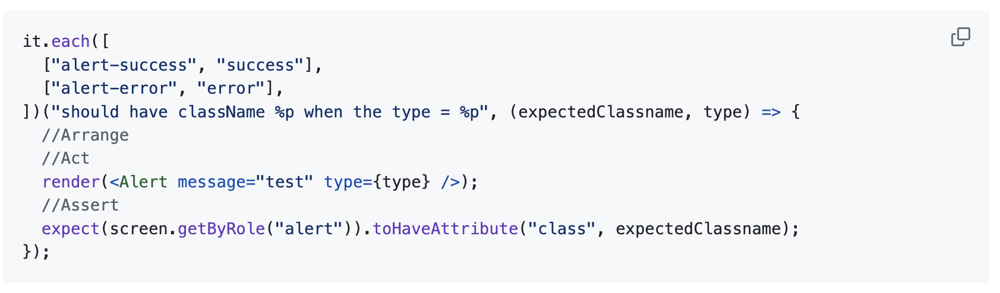 it.each([
  ["alert-success", "success"],
  ["alert-error", "error"],
])("should have className %p when the type = %p", (expectedClassname, type) => {
  //Arrange
  //Act
  render(<Alert message="test" type={type} />);
  //Assert
  expect(screen.getByRole("alert")).toHaveAttribute("class", expectedClassname);
});